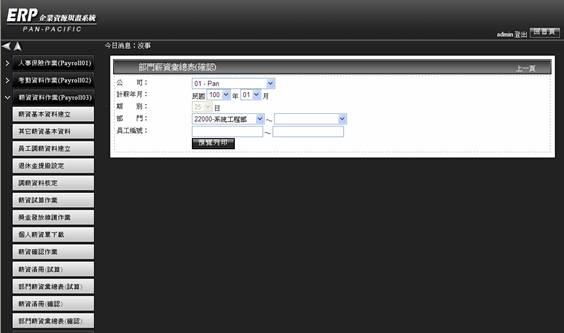 ERP 企業資源規劃系統
PAN-PACIFIC
admin 登出 回首頁
今日消息：沒事
人事保險作業(Payroll01)
考勤資料作業(Payroll02)
薪資資料作業(Payroll03)
薪資基本資料建立
其它薪資基本資料
員工調薪資料建立
退休金提撥設定
調薪資料核定
薪資試算作業
獎金發放維護作業
個人薪資單下載
薪資確認作業
薪資清冊(試算)
部門薪資彙總表(試算)
薪資清冊(確認)
部門薪資彙總表(確認)
部門薪資彙總表(確認) 上一頁
公 司： 01 - Pan
計薪年月： 民國 100 年 01 月
期 別： 25 日
部 門： 22000-系統工程部 ～
員工編號： ～
預覽列印